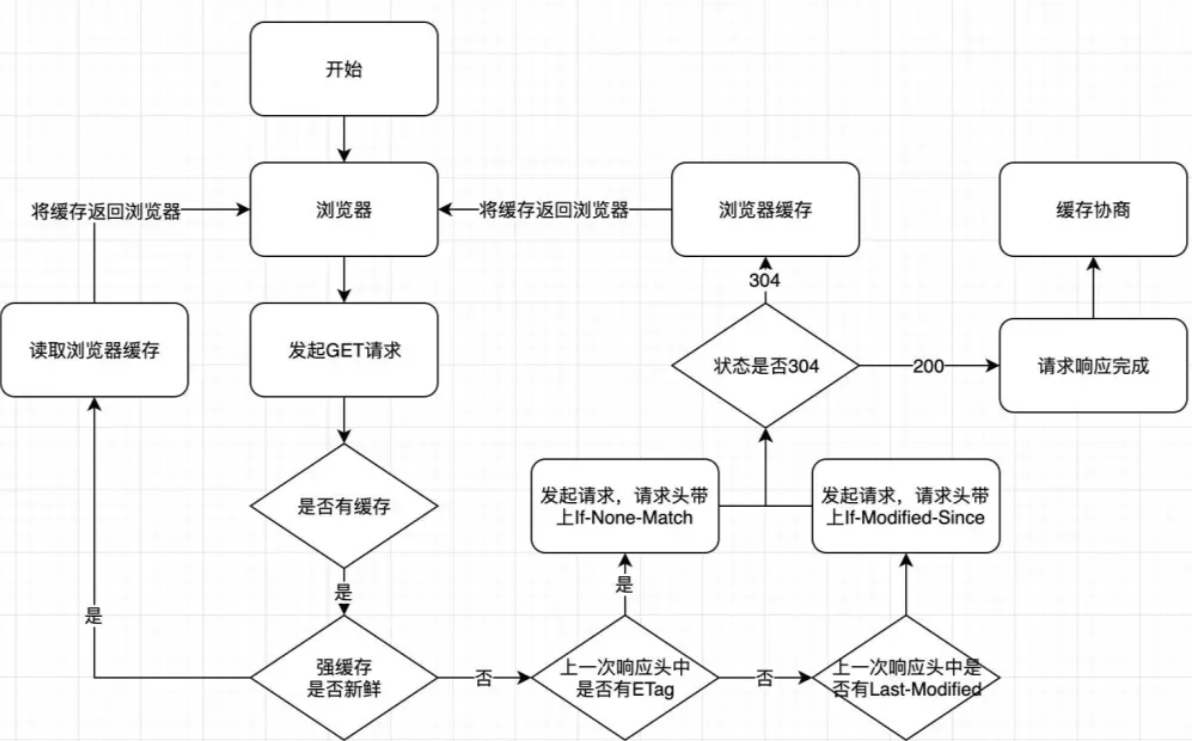 开始
将缓存返回浏览器
浏览器
将缓存返回浏览器
浏览器缓存
缓存协商
304
读取浏览器缓存
发起GET请求
状态是否304
200
请求响应完成
是否有缓存
发起请求，请求头带
上If-None-Match
发起请求，请求头带
上If-Modified-Since
是
是
是
强缓存
是否新鲜
否
上一次响应头中
是否有ETag
否
上一次响应头中是
否有Last-Modified